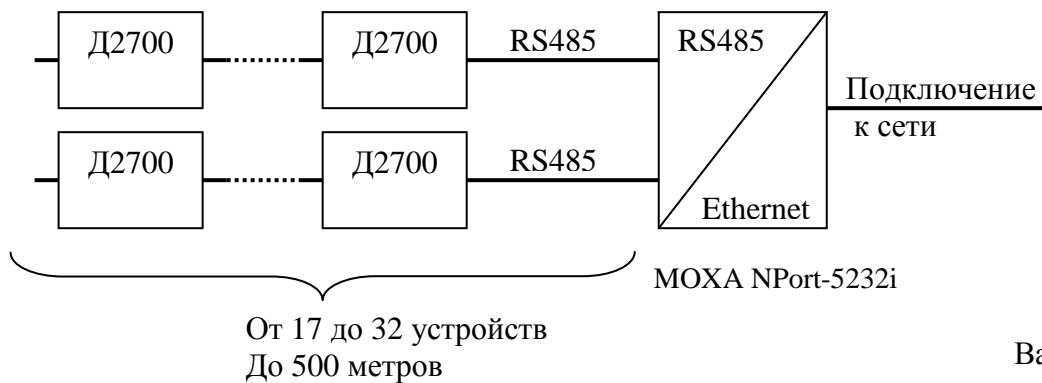 Д2700
Д2700
RS485
RS485
Подключение
к сети
Д2700
Д2700
RS485
Ethernet
MOXA NPort-5232i
От 17 до 32 устройств
До 500 метров
Ва